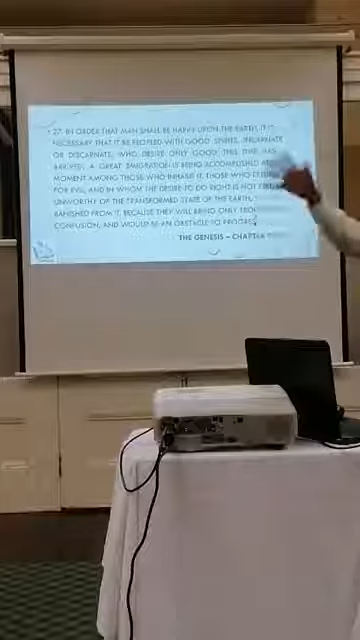 • 27. IN ORDER THAT MAN SHALL BE HAPPY UPON THE EARTH, IT IS
NECESSARY THAT IT BE PEOPLED WITH GOOD SPIRITS, INCARNATE
OR DISCARNATE, WHO DESIRE ONLY GOOD. THIS TIME HAS
ARRIVED. A GREAT EMIGRATION IS BEING ACCOMPLISHED AT
MOMENT AMONG THOSE WHO INHABIT IT. THOSE WHO
FOR EVIL, AND IN WHOM THE DESIRE TO DO RIGHT IS NOT
UNWORTHY OF THE TRANSFORMED STATE OF THE EARTH,
BANISHED FROM IT, BECAUSE THEY WILL BRING ONLY
CONFUSION, AND WOULD BE AN OBSTACLE TO PROGRESS
THE GENESIS – CHAPTER